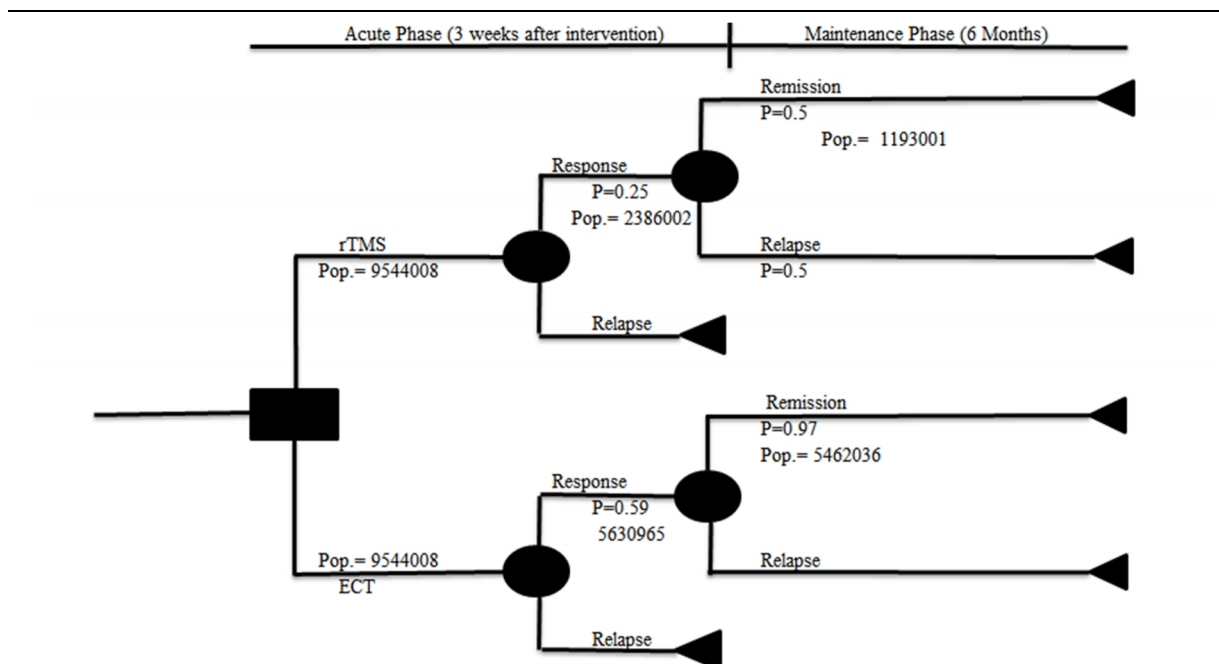 Acute Phase (3 weeks after intervention)
Maintenance Phase (6 Months)
Remission
P=0.5
Pop.= 1193001
Response
P=0.25
Pop.= 2386002
rTMS
Pop.= 9544008
Relapse
P=0.5
Relapse
Remission
P=0.97
Pop.= 5462036
Response
P=0.59
5630965
Pop.= 9544008
ECT
Relapse
Relapse